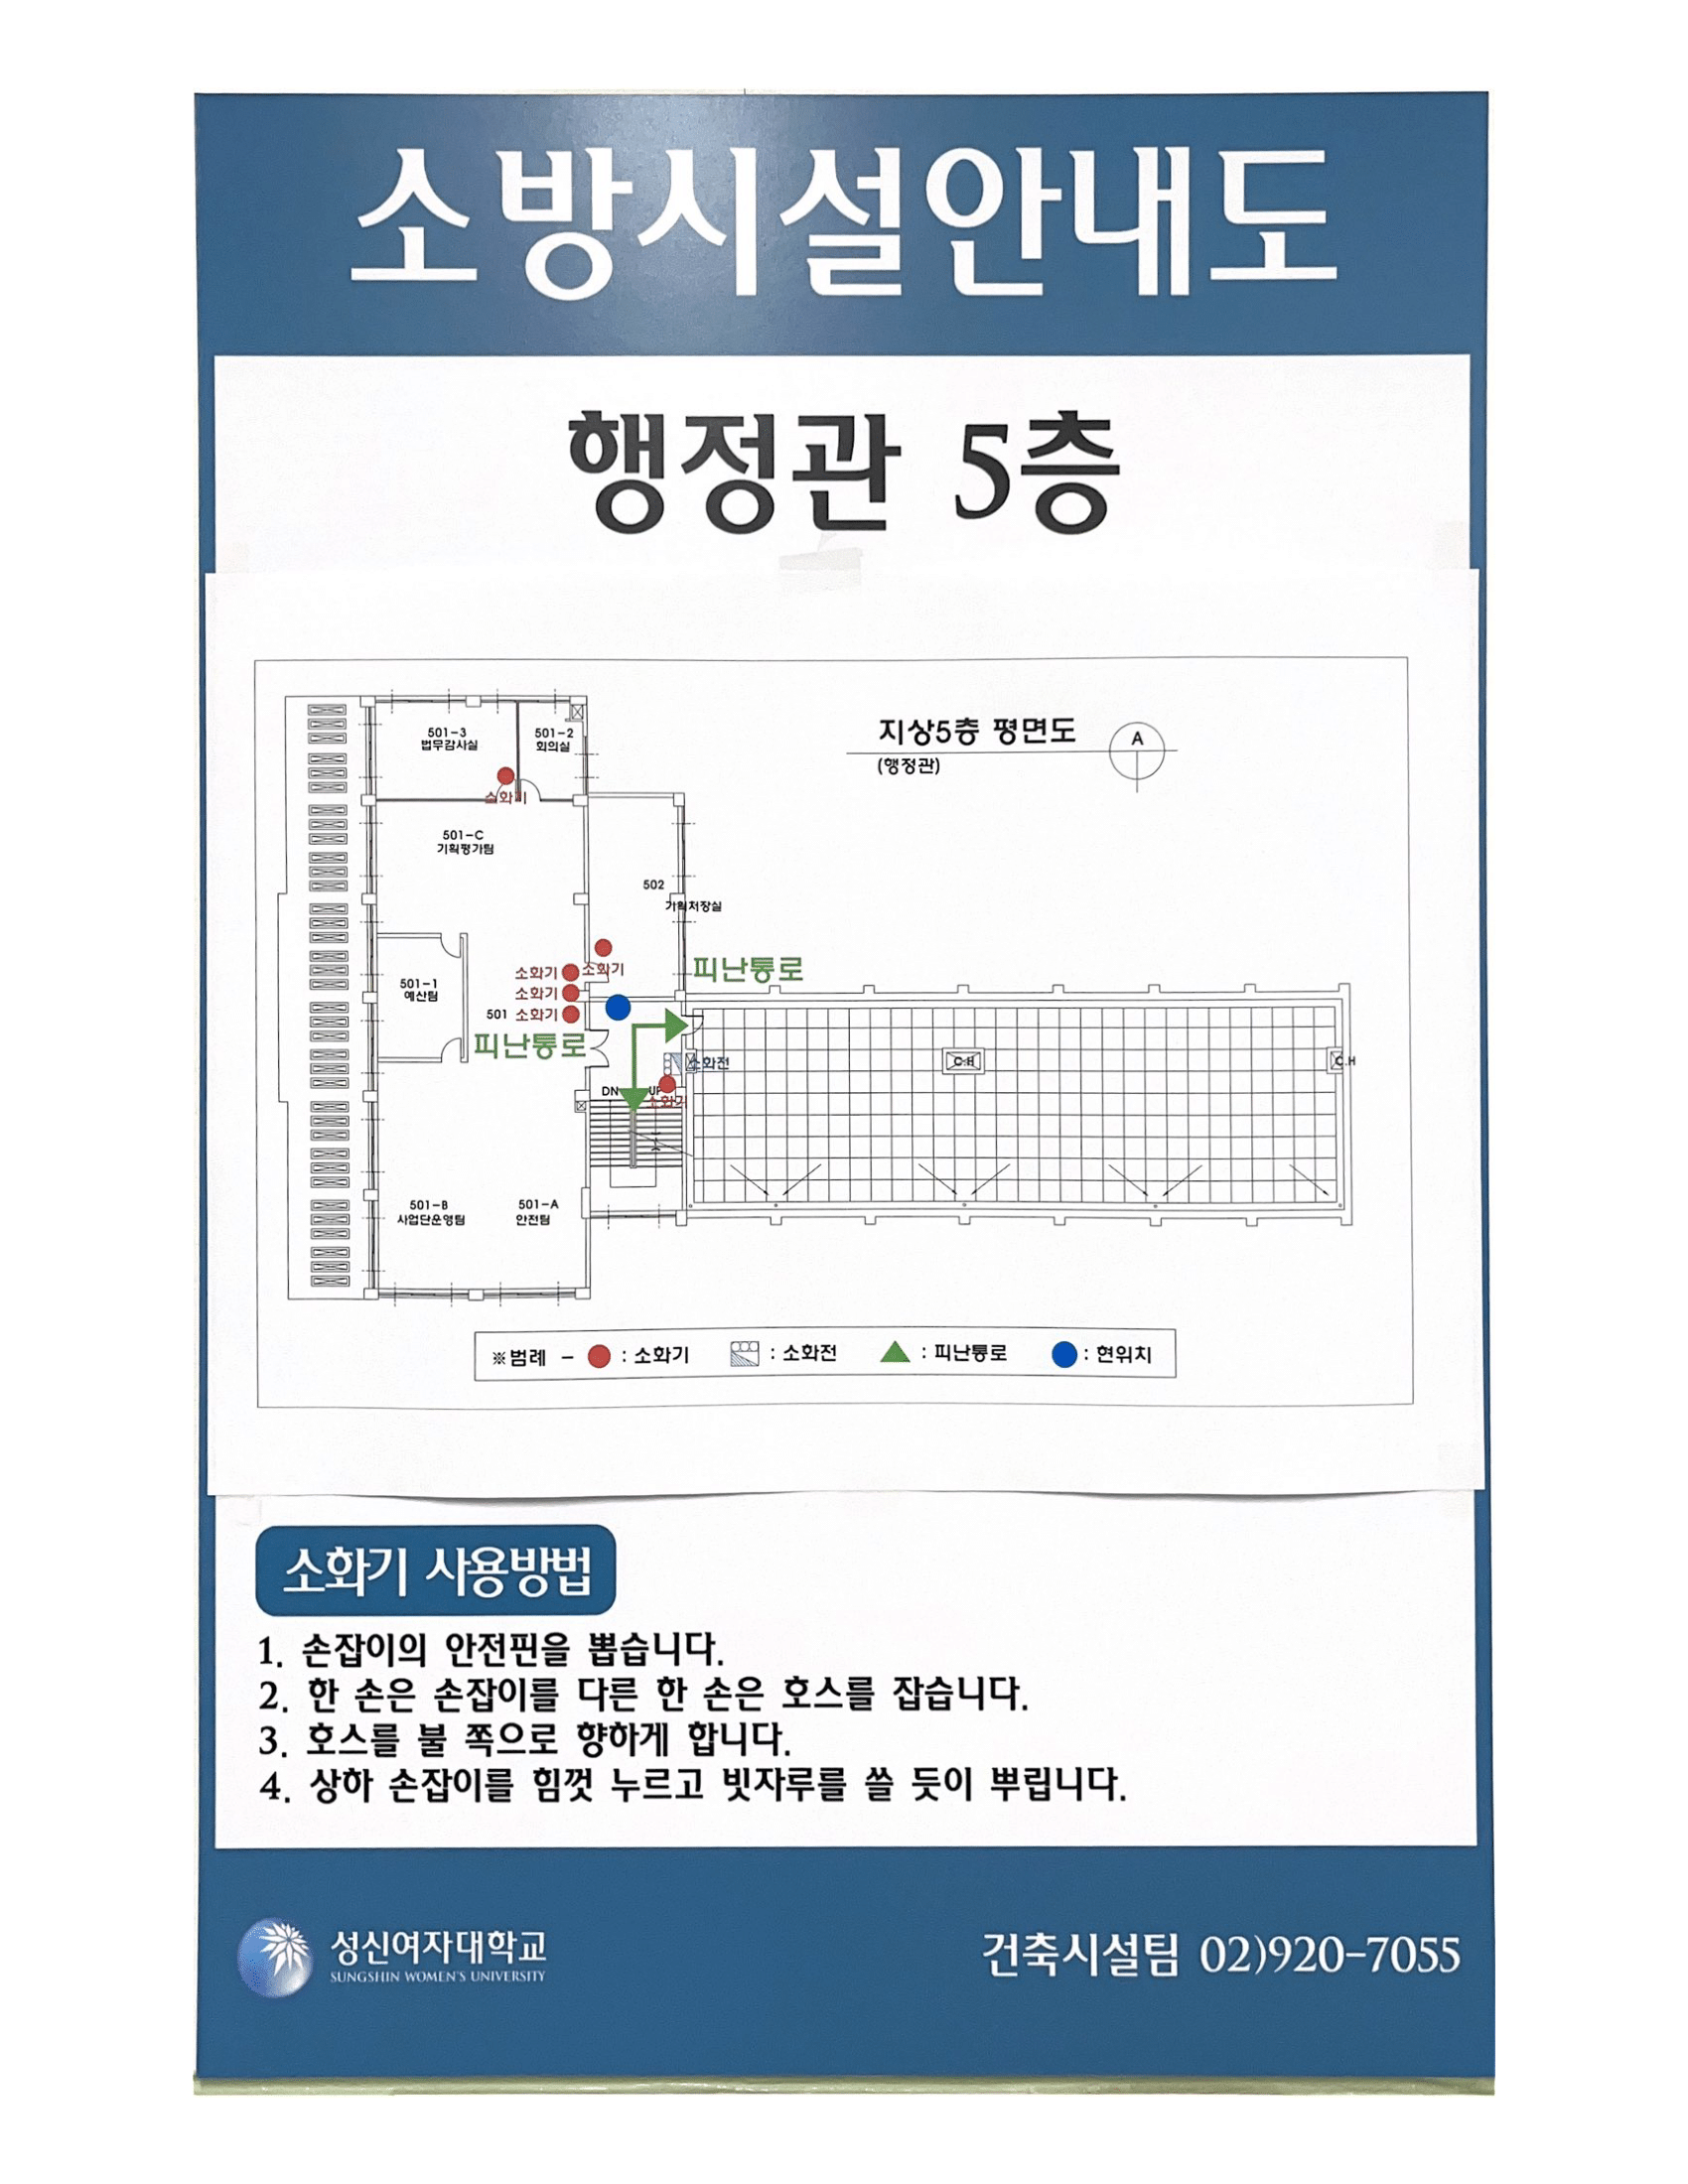 소방시설안내도
행정관 5층
지상5층 평면도
(행정관)
A
501-3
법무감사실
501-2
회의실
소화기
501-C
기획평가팀
502
기획처장실
소화기
소화기
소화기
501 소화기
501-1
예산팀
피난통로
피난통로
소화전
C.H
C.H
DN
UP
소화기
501-B
사업단운영팀
501-A
안전팀
※범례 - : 소화기 : 소화전 : 피난통로 : 현위치
소화기 사용방법
1. 손잡이의 안전핀을 뽑습니다.
2. 한 손은 손잡이를 다른 한 손은 호스를 잡습니다.
3. 호스를 불 쪽으로 향하게 합니다.
4. 상하 손잡이를 힘껏 누르고 빗자루를 쓸 듯이 뿌립니다.
성신여자대학교
SUNGSHIN WOMEN'S UNIVERSITY
건축시설팀 02)920-7055